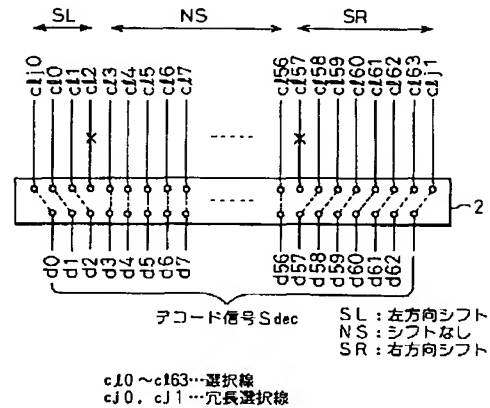 SL NS SR
clj0 cl0 cl1 cl2 cl3 cl4 cl5 cl6 cl7 cl56 cl57 cl58 cl59 cl60 cl61 cl62 cl63 clj1
2
d0 d1 d2 d3 d4 d5 d6 d7 d56 d57 d58 d59 d60 d61 d62
デコード信号Sdec
SL:左方向シフト
NS:シフトなし
SR:右方向シフト
cl0~cl63…選択線
cj0, cJ1…冗長選択線